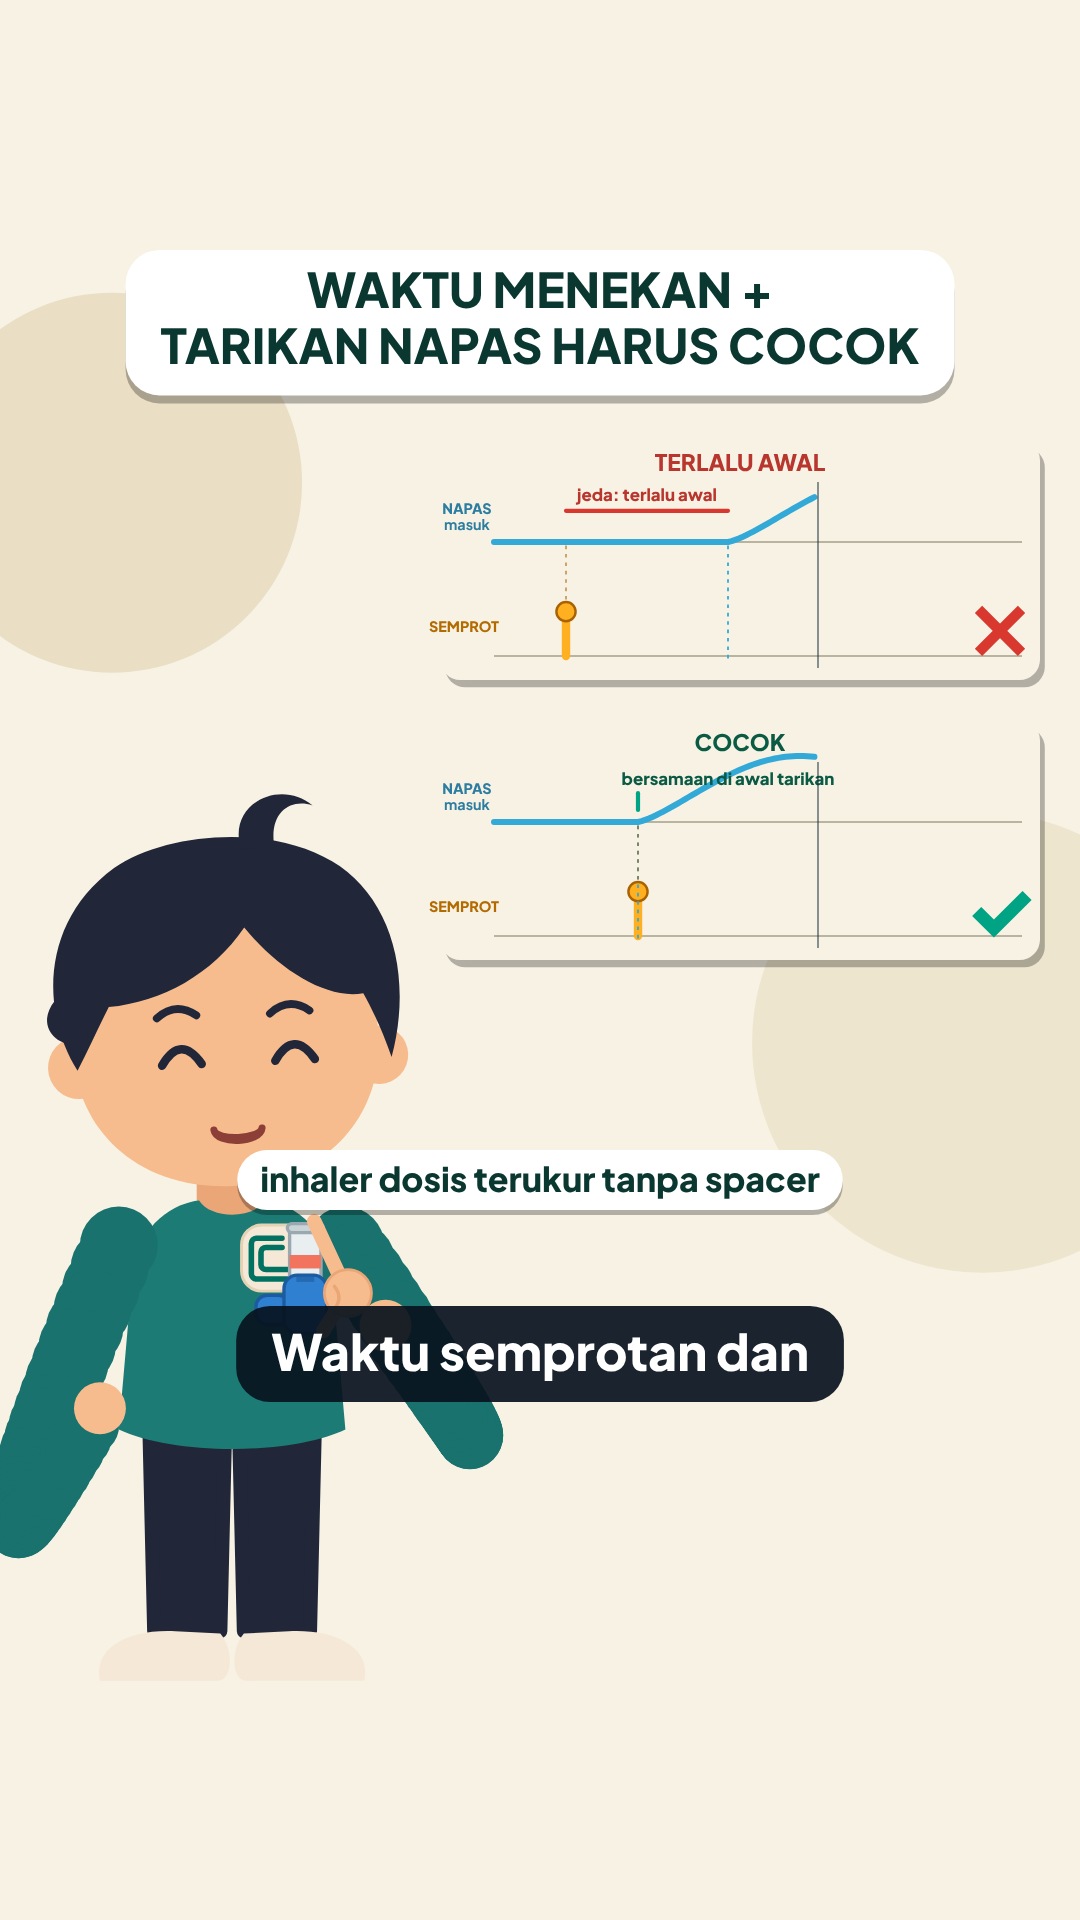 WAKTU MENEKAN +
TARIKAN NAPAS HARUS COCOK
TERLALU AWAL
jeda: terlalu awal
NAPAS
masuk
SEMPROT
COCOK
bersamaan di awal tarikan
NAPAS
masuk
SEMPROT
inhaler dosis terukur tanpa spacer
Waktu semprotan dan